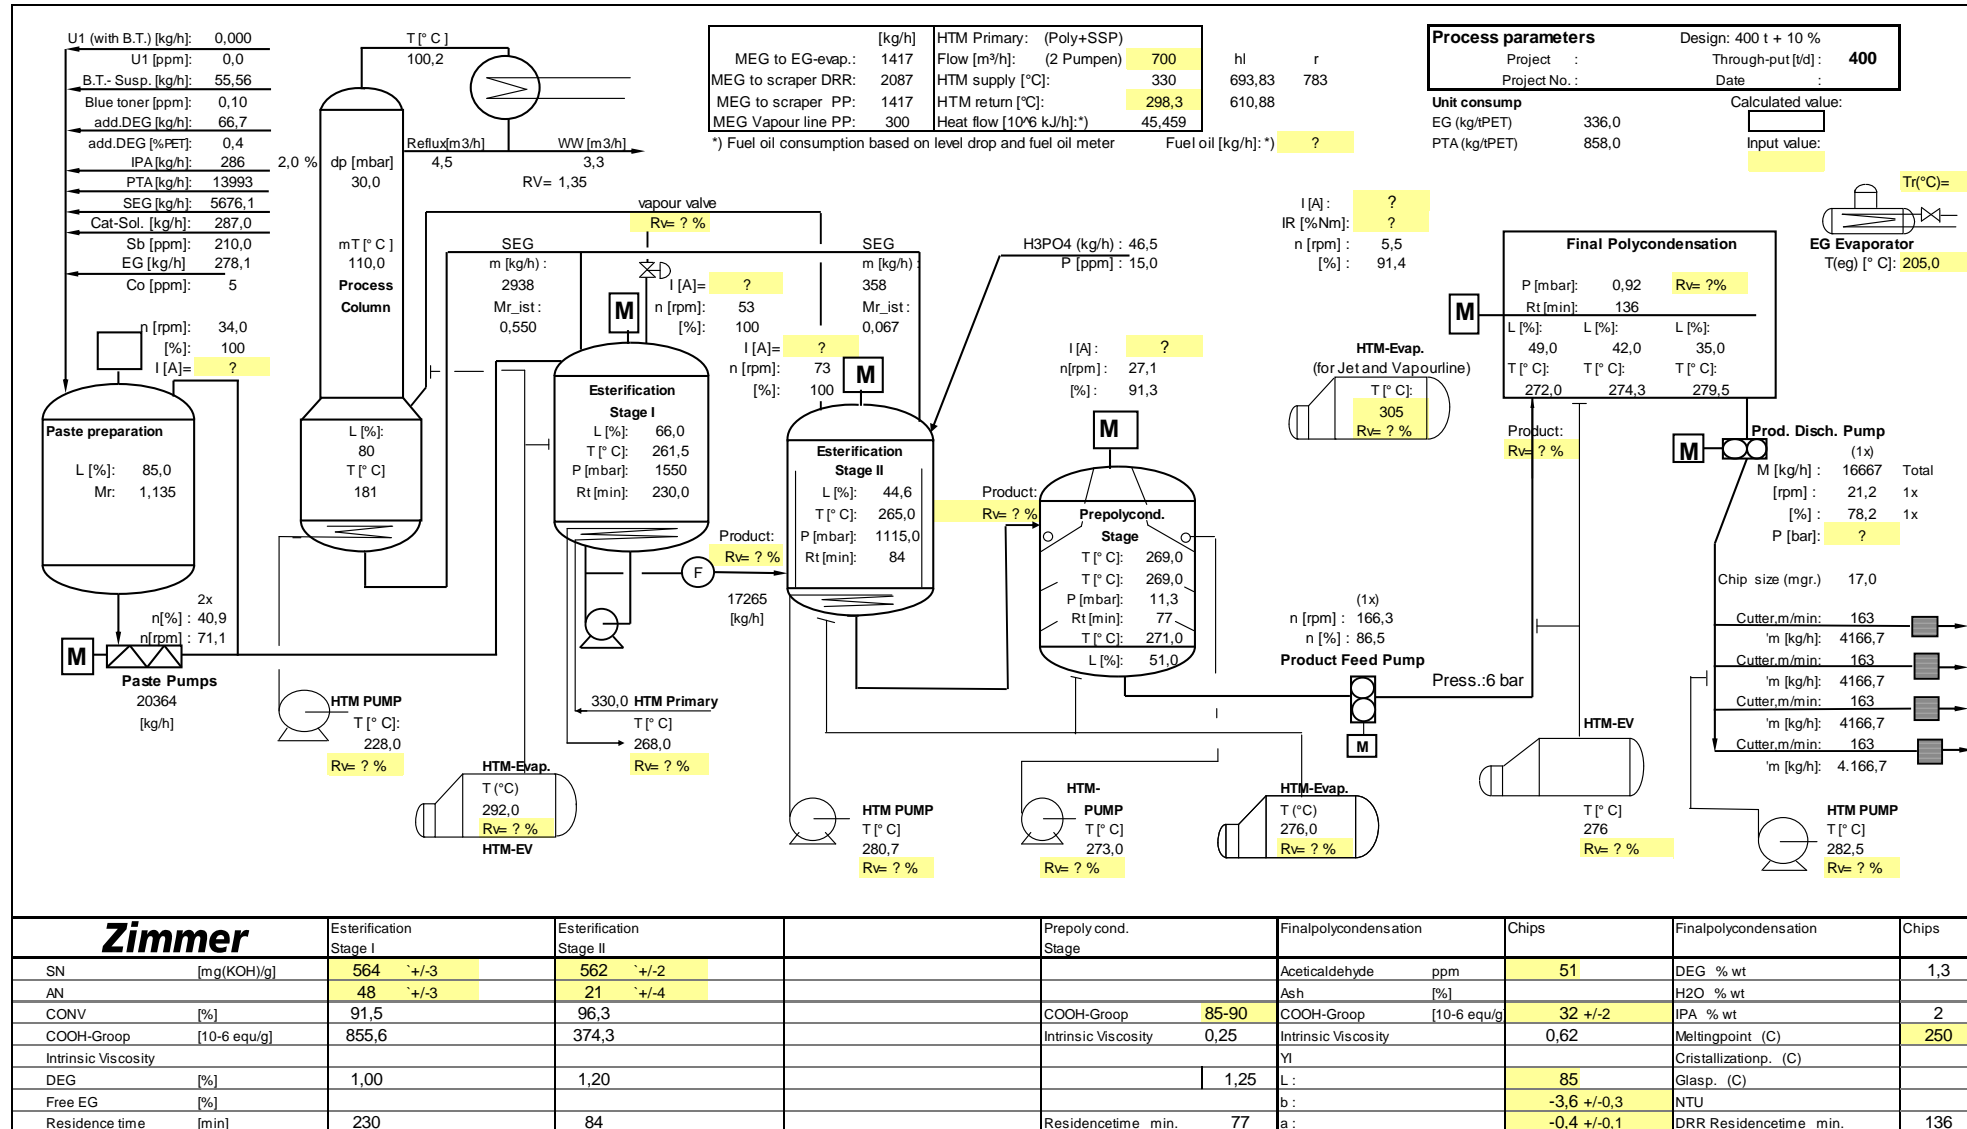 U1 (with B.T.) [kg/h]: 0,000
U1 [ppm]: 0,0
B.T.- Susp. [kg/h]: 55,56
Blue toner [ppm]: 0,10
add.DEG [kg/h]: 66,7
add.DEG [%PET]: 0,4
IPA [kg/h]: 286 2,0 %
PTA [kg/h]: 13993
SEG [kg/h]: 5676,1
Cat-Sol. [kg/h]: 287,0
Sb [ppm]: 210,0
EG [kg/h] 278,1
Co [ppm]: 5
n [rpm]: 34,0
[%]: 100
I [A]= ?
Paste preparation
L [%]: 85,0
Mr: 1,135
2x
n[%] : 40,9
n[rpm] : 71,1
M
Paste Pumps
20364
[kg/h]
T [° C ]
100,2
Reflux[m3/h] WW [m3/h]
4,5 3,3
RV= 1,35
dp [mbar]
30,0
mT [° C ]
110,0
Process
Column
L [%]:
80
T [° C]
181
HTM PUMP
T [° C]:
228,0
Rv= ? %
[kg/h]
MEG to EG-evap.: 1417
MEG to scraper DRR: 2087
MEG to scraper PP: 1417
MEG Vapour line PP: 300
HTM Primary: (Poly+SSP)
Flow [m³/h]: (2 Pumpen) 700 hl r
HTM supply [°C]: 330 693,83 783
HTM return [°C]: 298,3 610,88
Heat flow [10^6 kJ/h]:*) 45,459
*) Fuel oil consumption based on level drop and fuel oil meter Fuel oil [kg/h]: *) ?
Process parameters Design: 400 t + 10 %
Project : Through-put [t/d] : 400
Project No. : Date :
Unit consump Calculated value:
EG (kg/tPET) 336,0
PTA (kg/tPET) 858,0 Input value:
vapour valve
Rv= ? %
SEG
m [kg/h] :
2938
Mr_ist :
0,550
I [A]= ?
n [rpm]: 53
[%]: 100
M
Esterification
Stage I
L [%]: 66,0
T [° C]: 261,5
P [mbar]: 1550
Rt [min]: 230,0
330,0 HTM Primary
T [° C]
268,0
Rv= ? %
HTM-Evap.
T (°C)
292,0
Rv= ? %
HTM-EV
Product:
Rv= ? %
F
17265
[kg/h]
SEG
m [kg/h] :
358
Mr_ist :
0,067
I [A]= ?
n [rpm]: 73
[%]: 100
M
Esterification
Stage II
L [%]: 44,6
T [° C]: 265,0
P [mbar]: 1115,0
Rt [min]: 84
HTM PUMP
T [° C]
280,7
Rv= ? %
H3PO4 (kg/h) : 46,5
P [ppm] : 15,0
I [A] : ?
n[rpm] : 27,1
[%] : 91,3
M
Product:
Rv= ? %
Prepolycond.
Stage
T [° C]: 269,0
T [° C]: 269,0
P [mbar]: 11,3
Rt [min]: 77
T [° C]: 271,0
L [%]: 51,0
HTM-
PUMP
T [° C]
273,0
Rv= ? %
HTM-Evap.
T (°C)
276,0
Rv= ? %
(1x)
n [rpm] : 166,3
n [%] : 86,5
Product Feed Pump
M
Press.:6 bar
HTM-Evap.
(for Jet and Vapourline)
T [° C]:
305
Rv= ? %
I [A] : ?
IR [%Nm]: ?
n [rpm] : 5,5
[%] : 91,4
M
Final Polycondensation
P [mbar]: 0,92 Rv= ?%
Rt [min]: 136
L [%]: L [%]: L [%]:
49,0 42,0 35,0
T [° C]: T [° C]: T [° C]:
272,0 274,3 279,5
Product:
Rv= ? %
HTM-EV
T [° C]
276
Rv= ? %
Tr(°C)=
EG Evaporator
T(eg) [° C]: 205,0
M
Prod. Disch. Pump
(1x)
M [kg/h] : 16667 Total
[rpm] : 21,2 1x
[%] : 78,2 1x
P [bar]: ?
Chip size (mgr.) 17,0
Cutter,m/min: 163
'm [kg/h]: 4166,7
Cutter,m/min: 163
'm [kg/h]: 4166,7
Cutter,m/min: 163
'm [kg/h]: 4166,7
Cutter,m/min: 163
'm [kg/h]: 4.166,7
HTM PUMP
T [° C]
282,5
Rv= ? %
Zimmer Esterification Esterification Prepolycond. Finalpolycondensation Chips Finalpolycondensation Chips
Stage I Stage II Stage
SN [mg(KOH)/g] 564 `+/-3 562 `+/-2 Aceticaldehyde ppm 51 DEG % wt 1,3
AN 48 `+/-3 21 `+/-4 Ash [%] H2O % wt
CONV [%] 91,5 96,3 COOH-Groop 85-90 COOH-Groop [10-6 equ/g] 32 +/-2 IPA % wt 2
COOH-Groop [10-6 equ/g] 855,6 374,3 Intrinsic Viscosity 0,25 Intrinsic Viscosity 0,62 Meltingpoint (C) 250
Intrinsic Viscosity YI Cristallizationp. (C)
DEG [%] 1,00 1,20 1,25 L : 85 Glasp. (C)
Free EG [%] b : -3,6 +/-0,3 NTU
Residence time [min] 230 84 Residencetime min. 77 a : -0,4 +/-0,1 DRR Residencetime min. 136